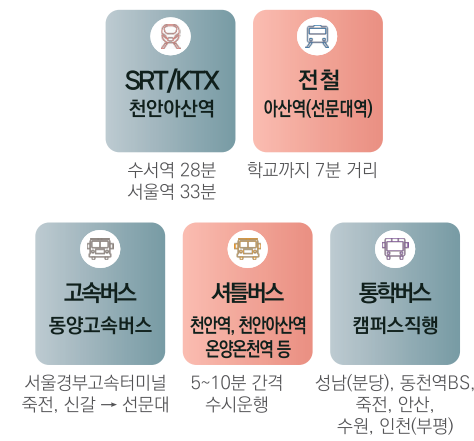 SRT/KTX
천안아산역
수서역 28분
서울역 33분
전철
아산역(선문대역)
학교까지 7분 거리
고속버스
동양고속버스
서울경부고속터미널
죽전, 신갈 → 선문대
셔틀버스
천안역, 천안아산역
온양온천역 등
5~10분 간격
수시운행
통학버스
캠퍼스직행
성남(분당), 동천역BS,
죽전, 안산,
수원, 인천(부평)